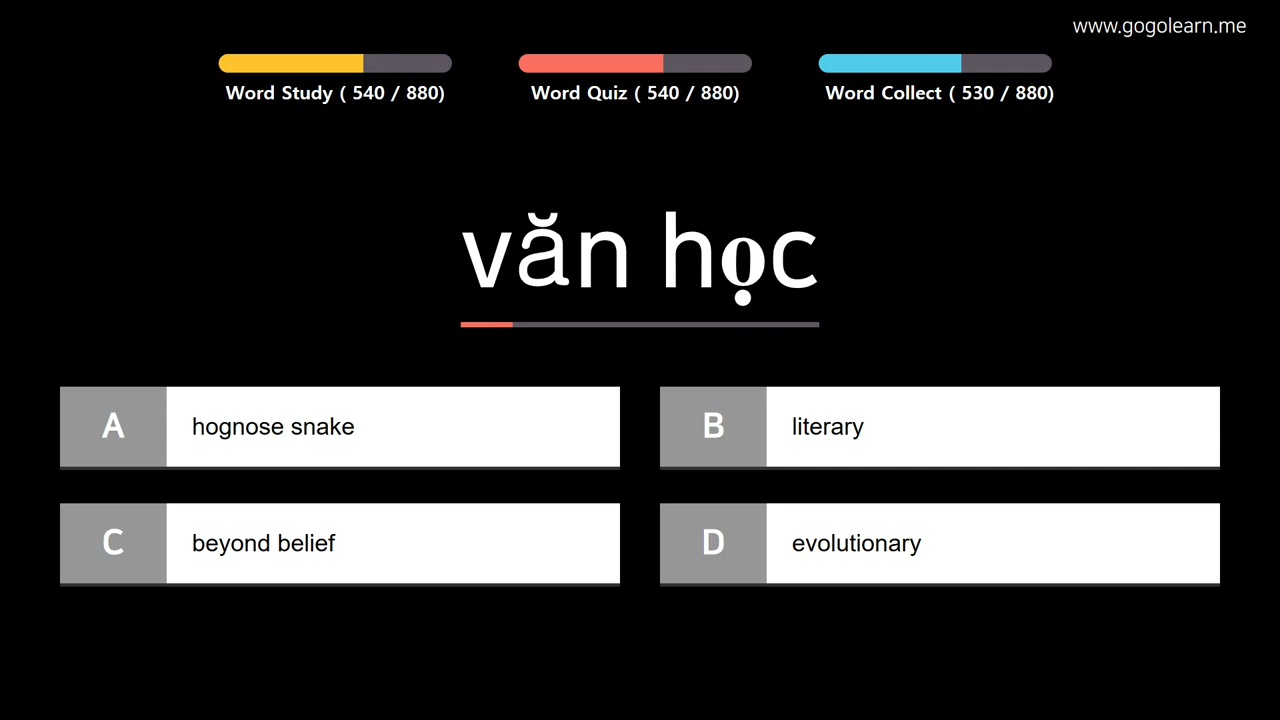 www.gogolearn.me
Word Study ( 540 / 880)
Word Quiz ( 540 / 880)
Word Collect ( 530 / 880)
văn học
A hognose snake
B literary
C beyond belief
D evolutionary